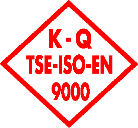 K - Q
TSE-ISO-EN
9000